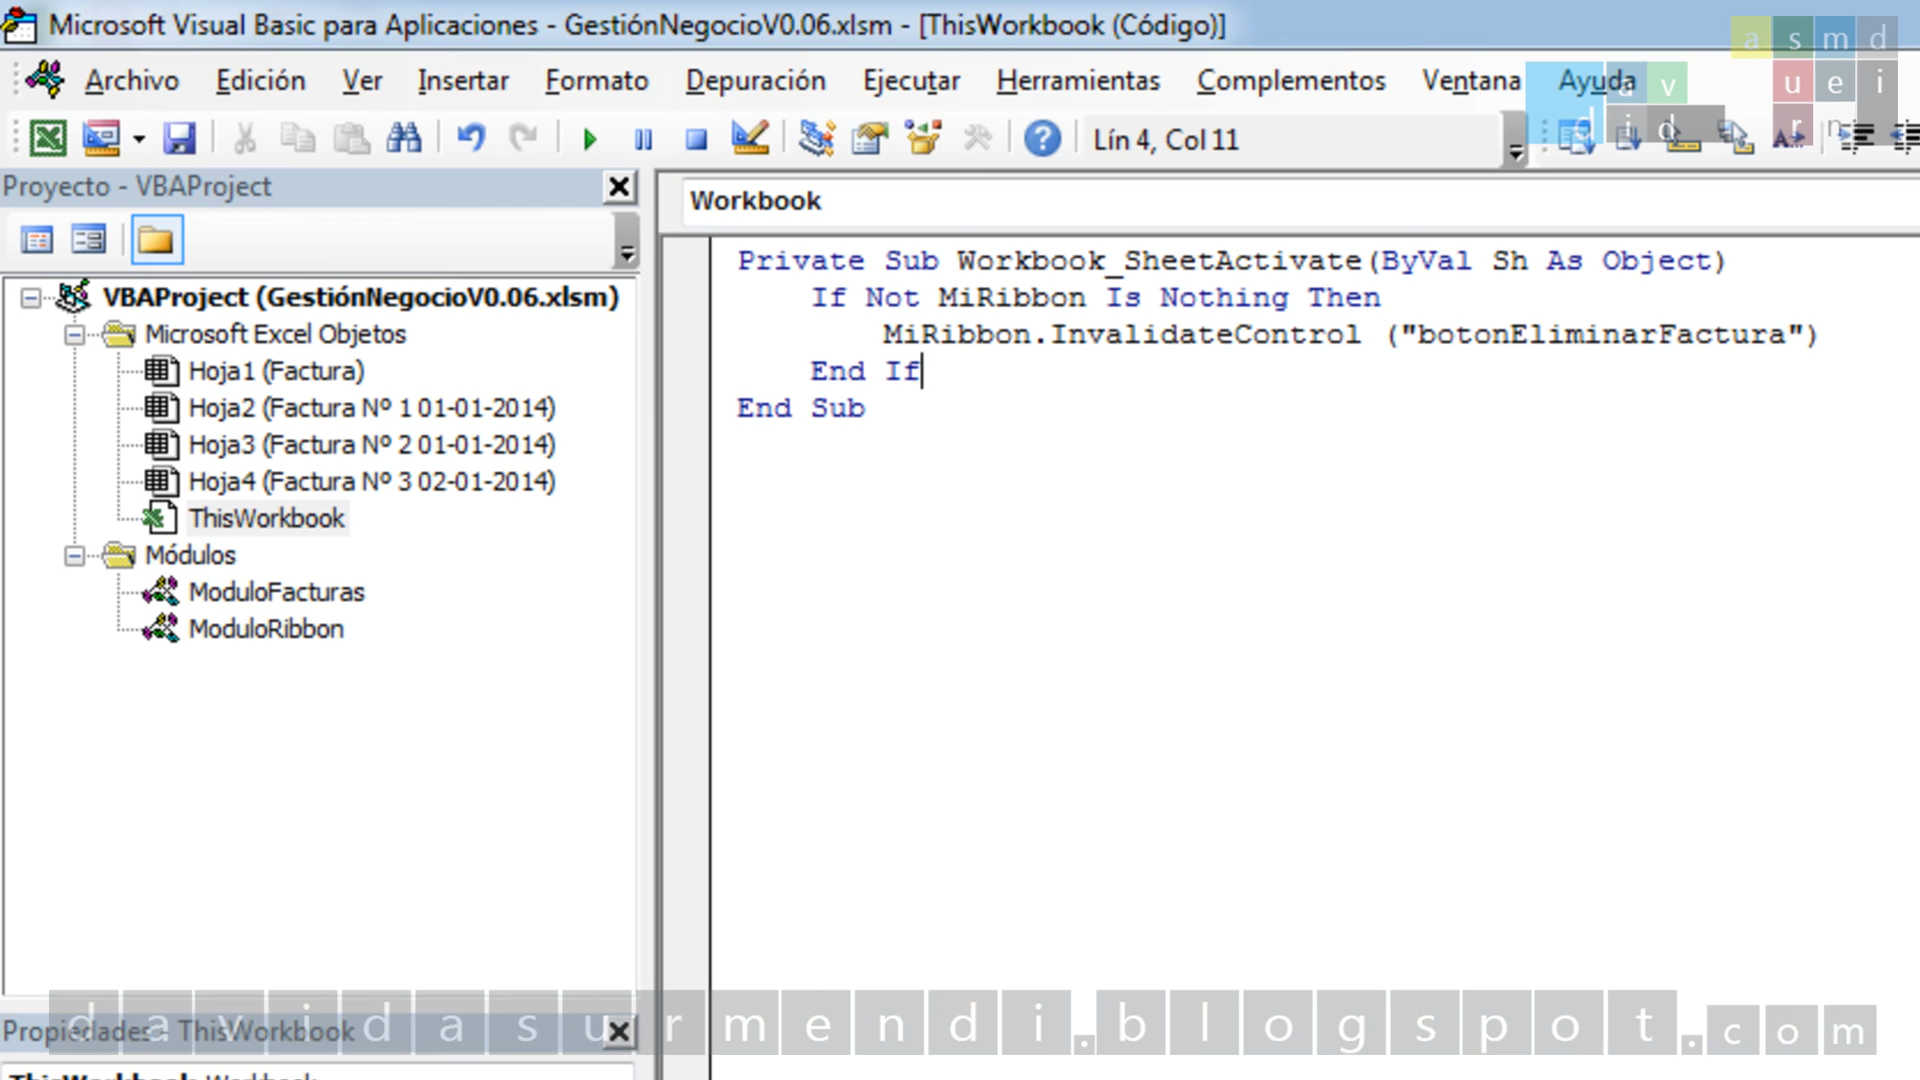 Microsoft Visual Basic para Aplicaciones - GestiónNegocioV0.06.xlsm - [ThisWorkbook (Código)]
Archivo Edición Ver Insertar Formato Depuración Ejecutar Herramientas Complementos Ventana Ayuda
Lín 4, Col 11
Proyecto - VBAProject
Workbook
VBAProject (GestiónNegocioV0.06.xlsm)
Microsoft Excel Objetos
Hoja1 (Factura)
Hoja2 (Factura Nº 1 01-01-2014)
Hoja3 (Factura Nº 2 01-01-2014)
Hoja4 (Factura Nº 3 02-01-2014)
ThisWorkbook
Módulos
ModuloFacturas
ModuloRibbon
Private Sub Workbook_SheetActivate(ByVal Sh As Object)
If Not MiRibbon Is Nothing Then
MiRibbon.InvalidateControl ("botonEliminarFactura")
End If
End Sub
Propiedades - ThisWorkbook
ThisWorkbook Workbook
davidasurmendi.blogspot.com